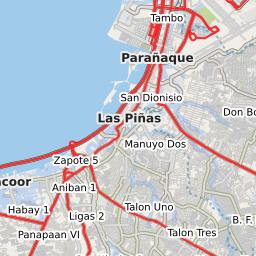 Tambo
Parañaque
San Dionisio
Don Bo
Las Piñas
Manuyo Dos
Zapote 5
acoor
Aniban 1
Habay 1
Ligas 2
Talon Uno
B. F.
Panapaan VI
Talon Tres